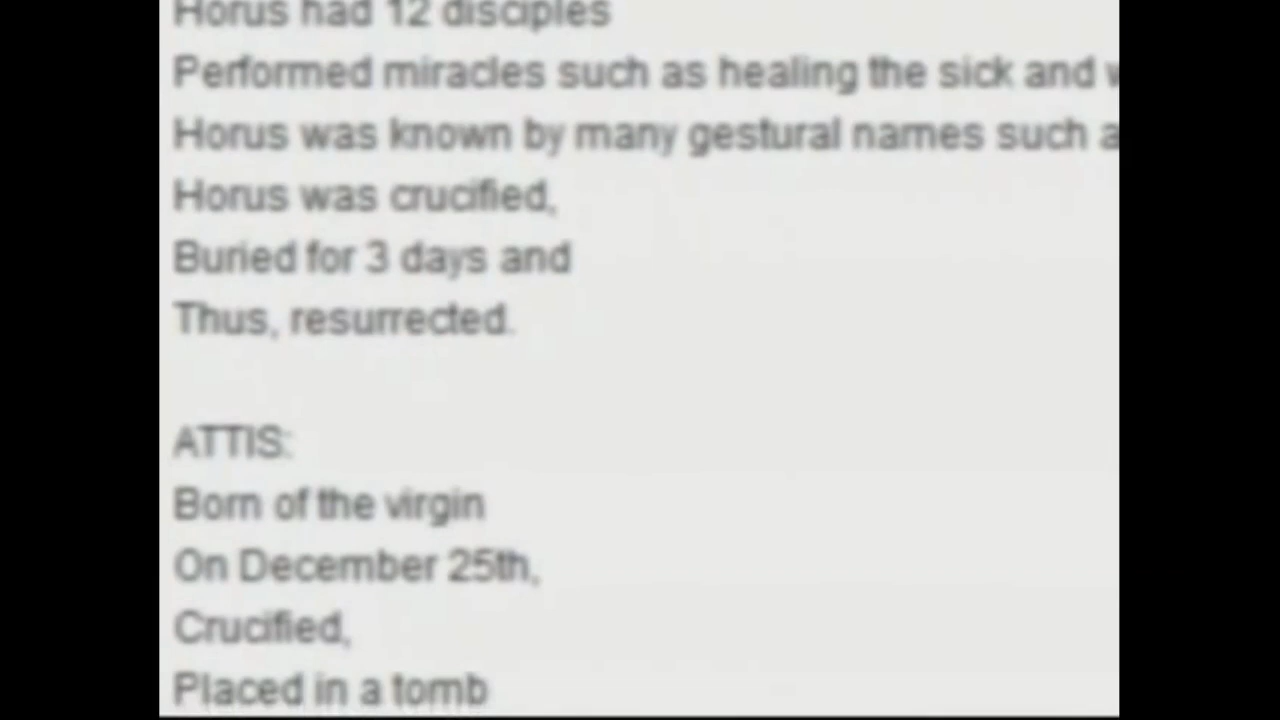 Horus had 12 disciples
Performed miracles such as healing the sick and
Horus was known by many gestural names such
Horus was crucified,
Buried for 3 days and
Thus, resurrected.
ATTIS:
Born of the virgin
On December 25th,
Crucified,
Placed in a tomb